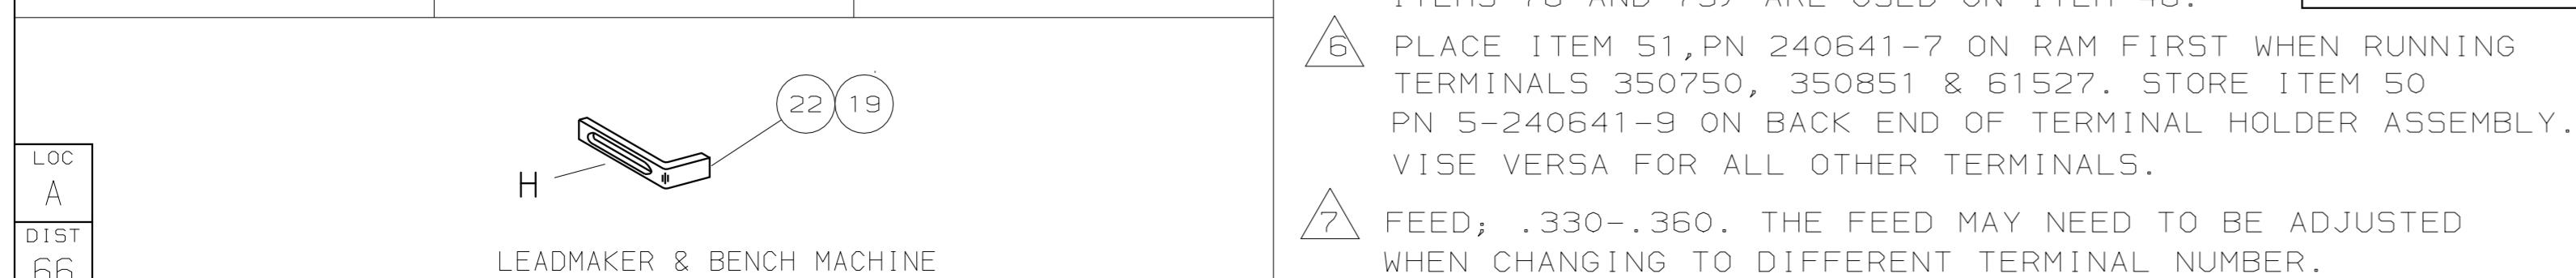 22 19
H
LOC
A
DIST
66
LEADMAKER & BENCH MACHINE
6 PLACE ITEM 51,PN 240641-7 ON RAM FIRST WHEN RUNNING
TERMINALS 350750, 350851 & 61527. STORE ITEM 50
PN 5-240641-9 ON BACK END OF TERMINAL HOLDER ASSEMBLY.
VISE VERSA FOR ALL OTHER TERMINALS.
7 FEED; .330-.360. THE FEED MAY NEED TO BE ADJUSTED
WHEN CHANGING TO DIFFERENT TERMINAL NUMBER.